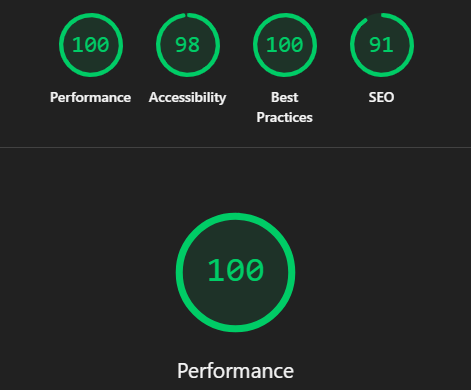 100 98 100 91
Performance Accessibility Best SEO
Practices
100
Performance